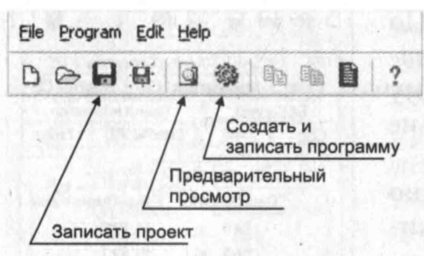 File Program Edit Help
?
Создать и
записать программу
Предварительный
просмотр
Записать проект